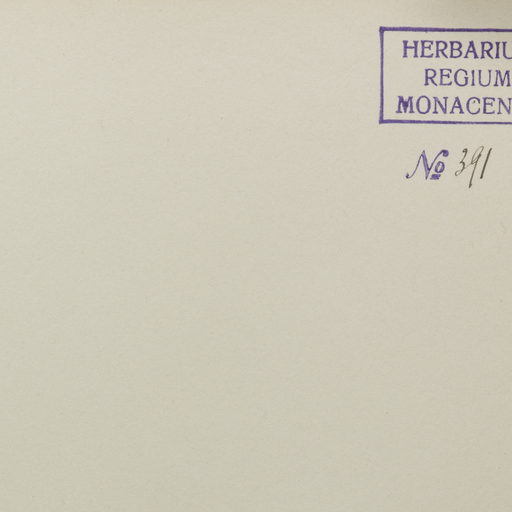 HERBARIU
REGIUM
MONACEN
No 391